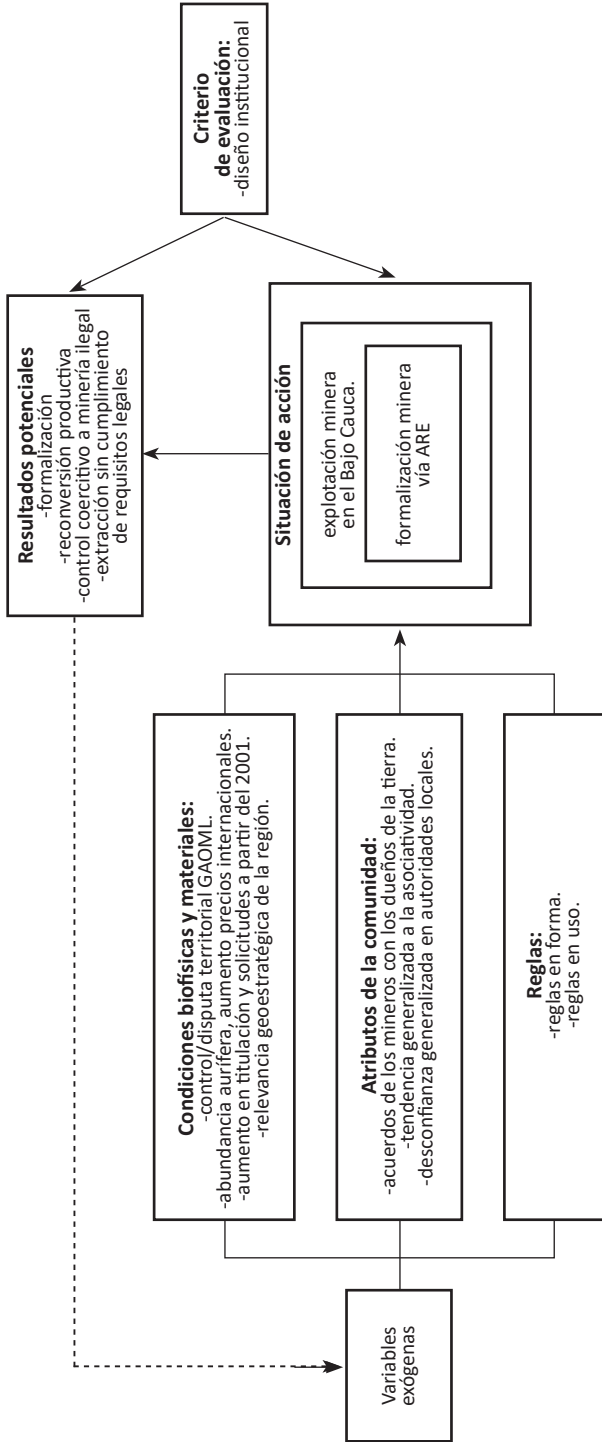 Variables
exógenas
Condiciones biofísicas y materiales:
-control/disputa territorial GAOML.
-abundancia aurífera, aumento precios internacionales.
-aumento en titulación y solicitudes a partir del 2001.
-relevancia geoestratégica de la región.
Atributos de la comunidad:
-acuerdos de los mineros con los dueños de la tierra.
-tendencia generalizada a la asociatividad.
-desconfianza generalizada en autoridades locales.
Reglas:
-reglas en forma.
-reglas en uso.
Situación de acción
explotación minera
en el Bajo Cauca.
formalización minera
vía ARE
Resultados potenciales
-formalización
-reconversión productiva
-control coercitivo a minería ilegal
-extracción sin cumplimiento
de requisitos legales
Criterio
de evaluación:
-diseño institucional